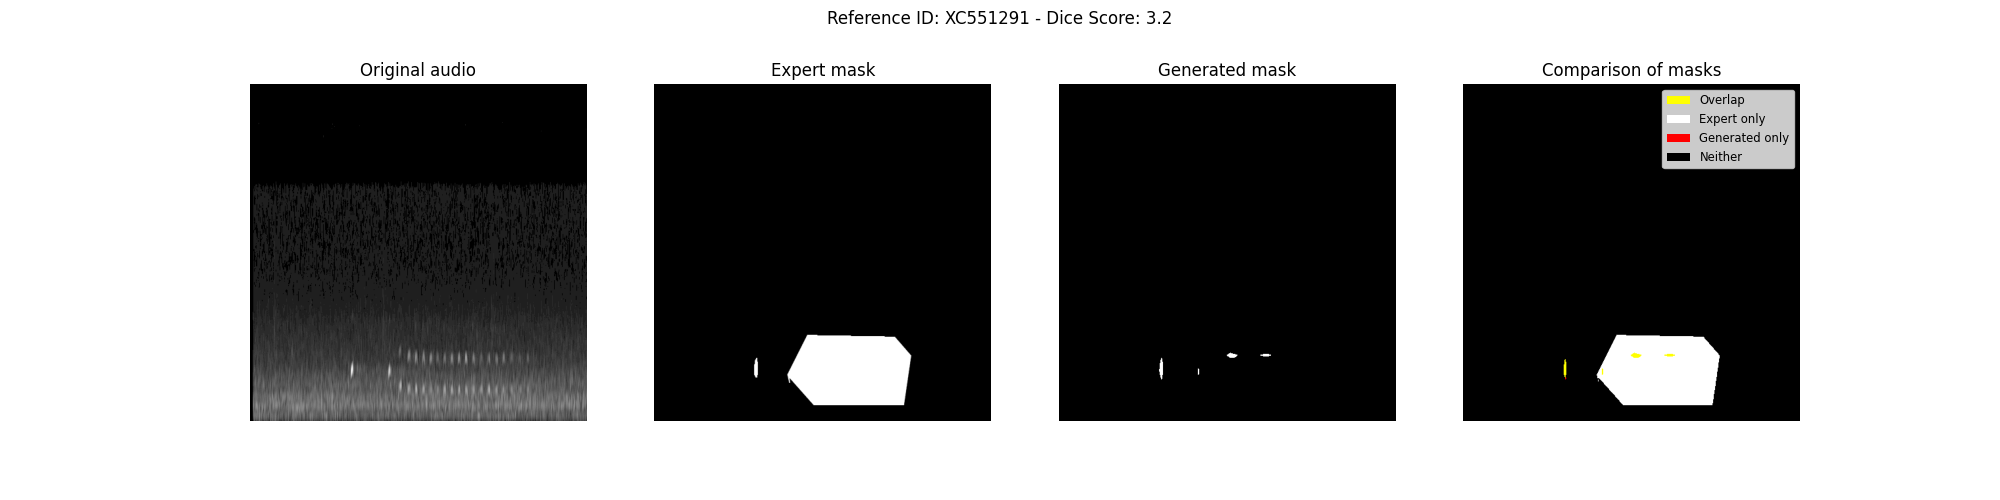 Reference ID: XC551291 - Dice Score: 3.2
Original audio
Expert mask
Generated mask
Comparison of masks
Overlap
Expert only
Generated only
Neither